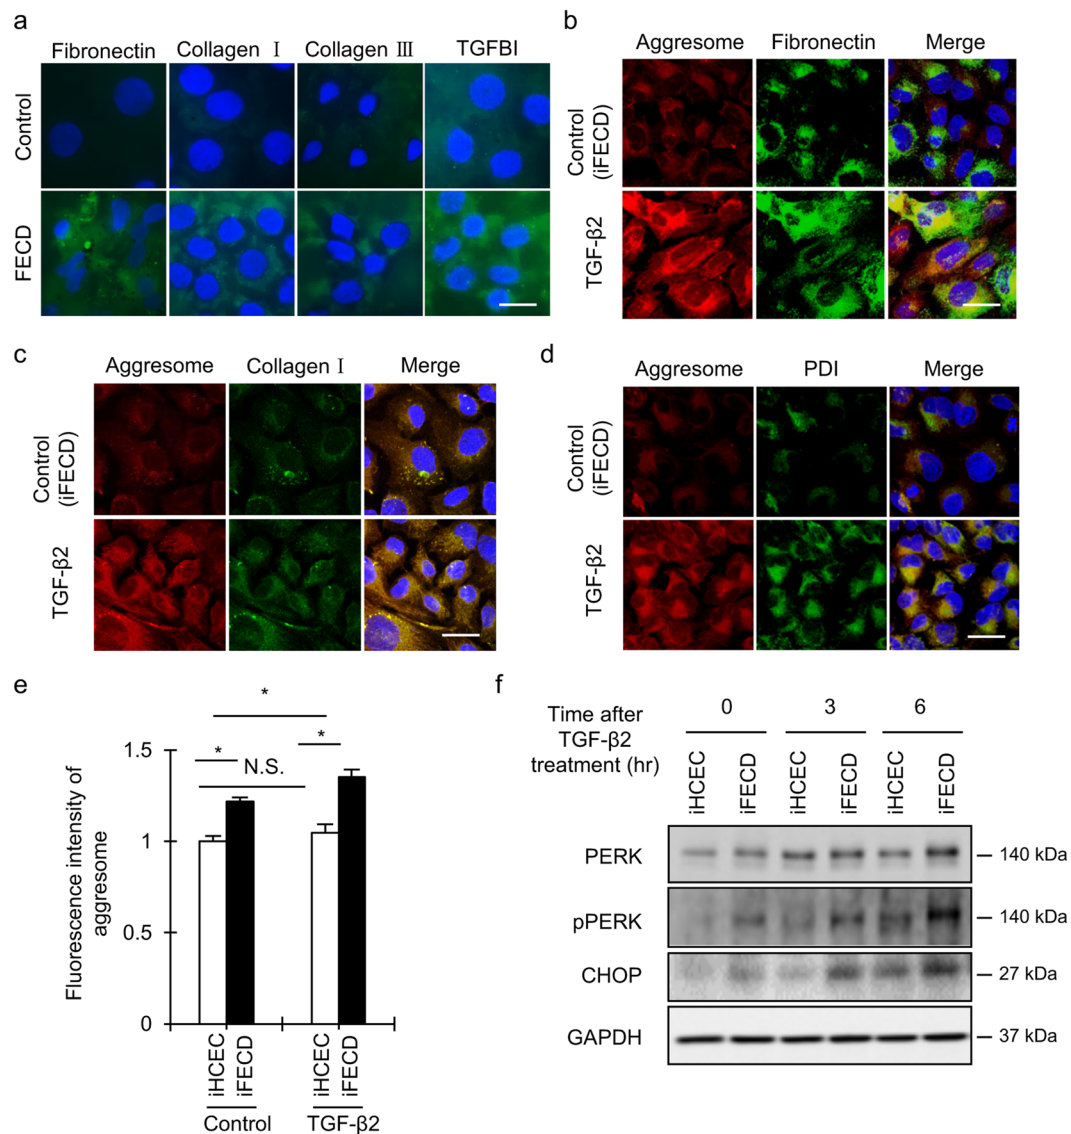 a
Fibronectin Collagen I Collagen III TGFBI
Control
FECD
b
Aggresome Fibronectin Merge
Control
(iFECD)
TGF-β2
c
Aggresome Collagen I Merge
Control
(iFECD)
TGF-β2
d
Aggresome PDI Merge
Control
(iFECD)
TGF-β2
e
*
*
*
N.S.
Fluorescence intensity of
aggresome
1.5
1
0.5
0
iHCEC iFECD iHCEC iFECD
Control TGF-β2
f
Time after
TGF-β2
treatment (hr)
0 3 6
iHCEC iFECD iHCEC iFECD iHCEC iFECD
PERK 140 kDa
pPERK 140 kDa
CHOP 27 kDa
GAPDH 37 kDa